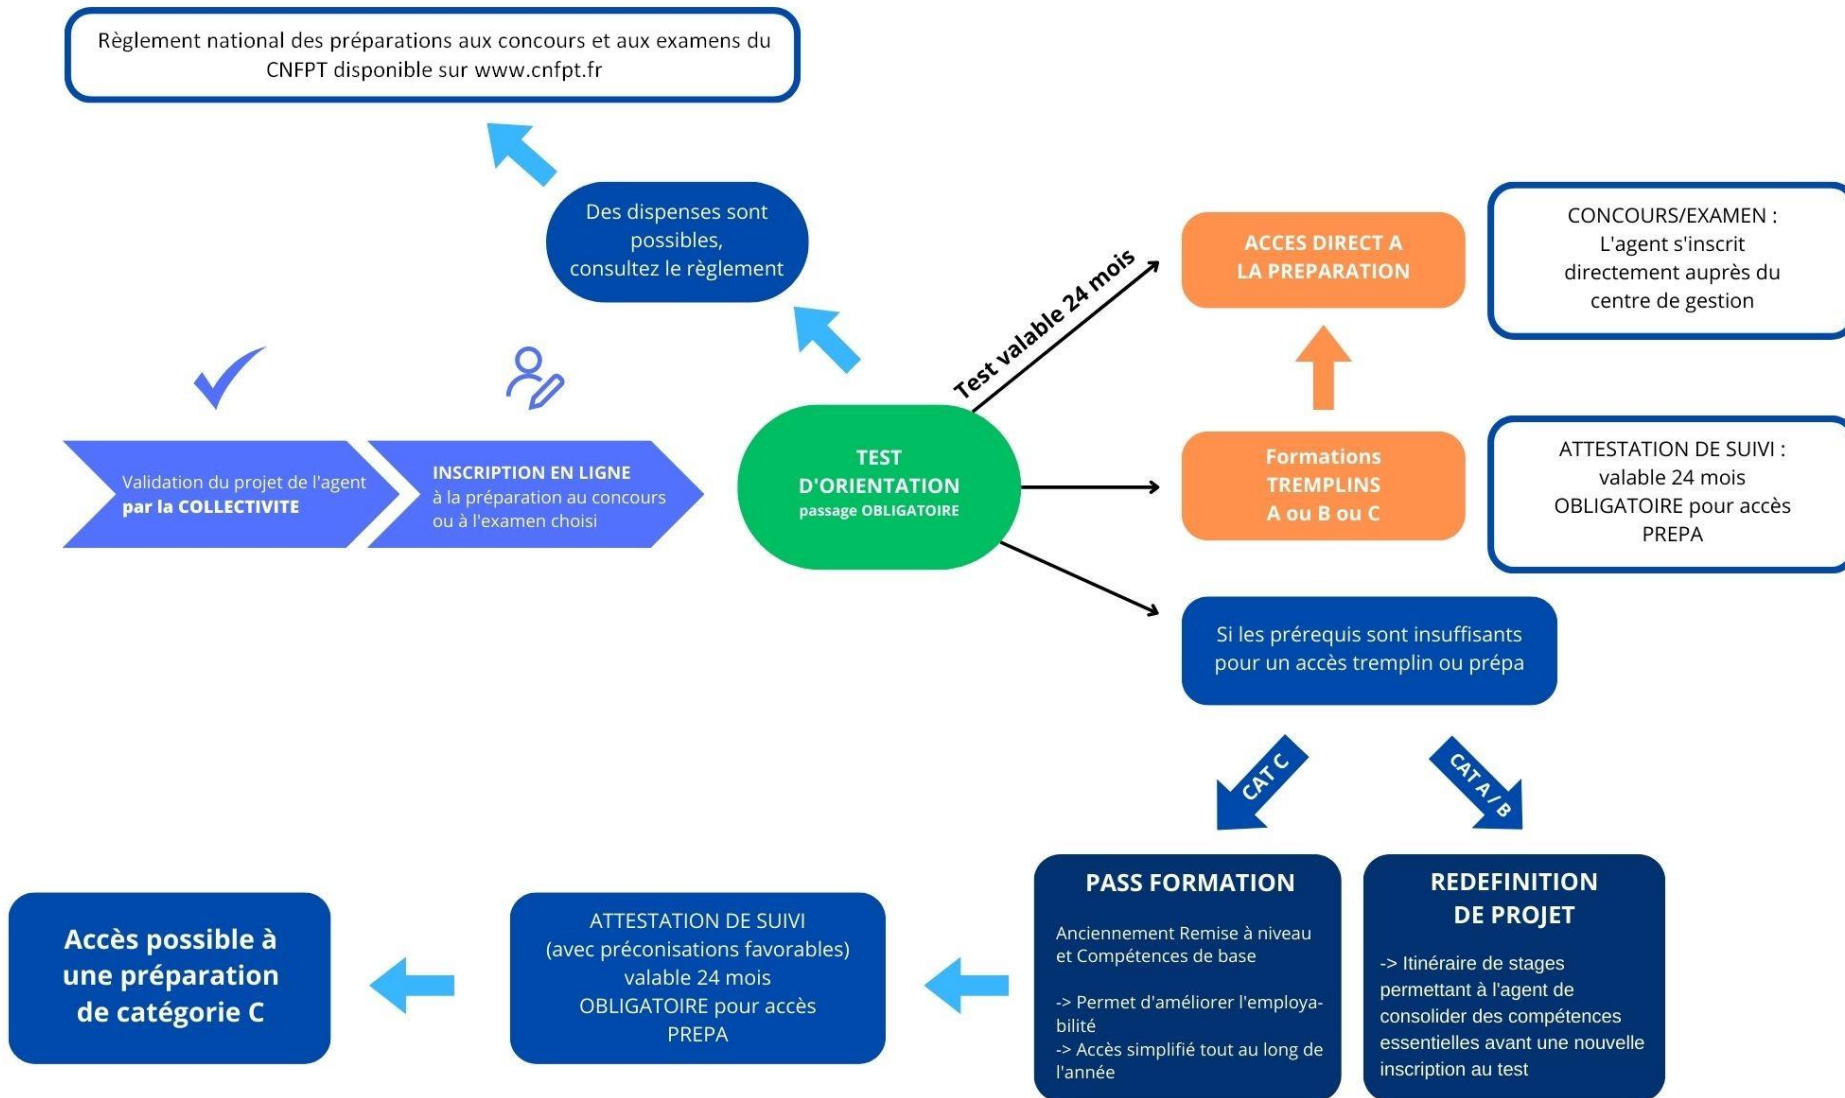 Règlement national des préparations aux concours et aux examens du
CNFPT disponible sur www.cnfpt.fr
Des dispenses sont
possibles,
consultez le règlement
Test valable 24 mois
ACCES DIRECT A
LA PREPARATION
CONCOURS/EXAMEN :
L'agent s'inscrit
directement auprès du
centre de gestion
Validation du projet de l'agent
par la COLLECTIVITE
INSCRIPTION EN LIGNE
à la préparation au concours
ou à l'examen choisi
TEST
D'ORIENTATION
passage OBLIGATOIRE
Formations
TREMPLINS
A ou B ou C
ATTESTATION DE SUIVI :
valable 24 mois
OBLIGATOIRE pour accès
PREPA
Si les prérequis sont insuffisants
pour un accès tremplin ou prépa
CAT C
CAT A / B
PASS FORMATION
Anciennement Remise à niveau
et Compétences de base
-> Permet d'améliorer l'employa-
bilité
-> Accès simplifié tout au long de
l'année
REDEFINITION
DE PROJET
-> Itinéraire de stages
permettant à l'agent de
consolider des compétences
essentielles avant une nouvelle
inscription au test
ATTESTATION DE SUIVI
(avec préconisations favorables)
valable 24 mois
OBLIGATOIRE pour accès
PREPA
Accès possible à
une préparation
de catégorie C